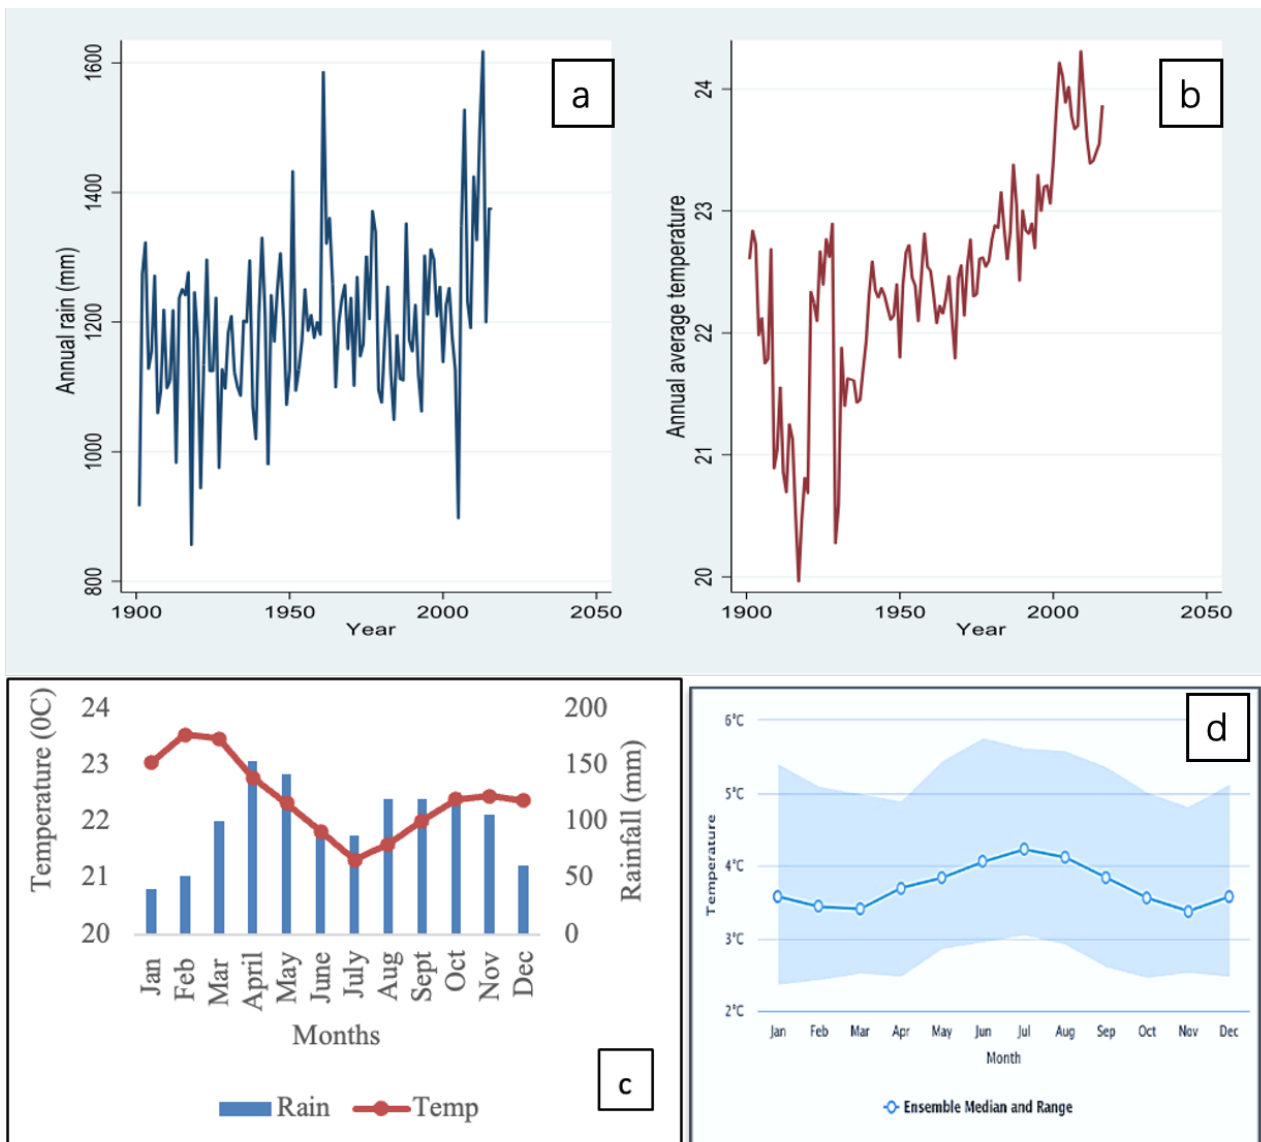 a
Annual rain (mm)
1600
1400
1200
1000
800
1900 1950 2000 2050
Year
b
Annual average temperature
24
23
22
21
20
1900 1950 2000 2050
Year
Temperature (0C)
24
23
22
21
20
200
150
100
50
0
Rainfall (mm)
Jan Feb Mar April May June July Aug Sept Oct Nov Dec
Months
Rain Temp
c
d
Temperature
6°C
5°C
4°C
3°C
2°C
Jan Feb Mar Apr May Jun Jul Aug Sep Oct Nov Dec
Month
Ensemble Median and Range